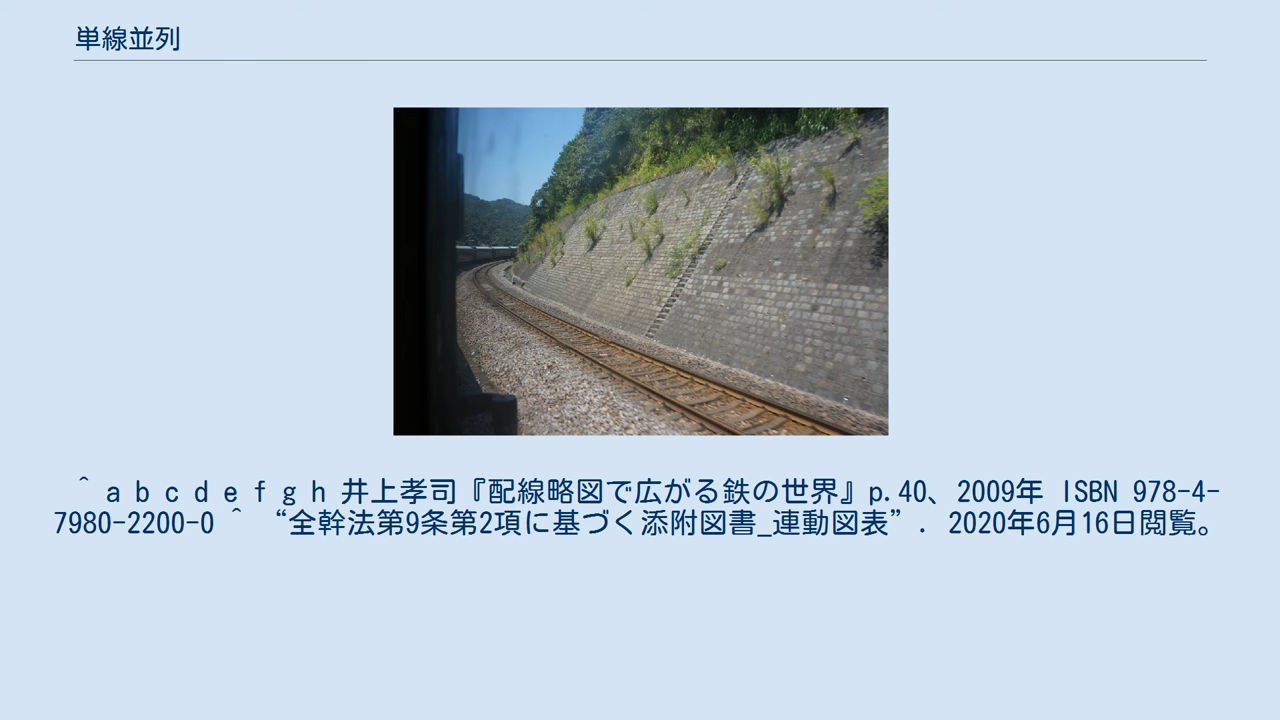 単線並列
^ a b c d e f g h 井上孝司『配線略図で広がる鉄の世界』p.40、2009年 ISBN 978-4-
7980-2200-0 ^ “全幹法第9条第2項に基づく添附図書_連動図表”. 2020年6月16日閲覧。